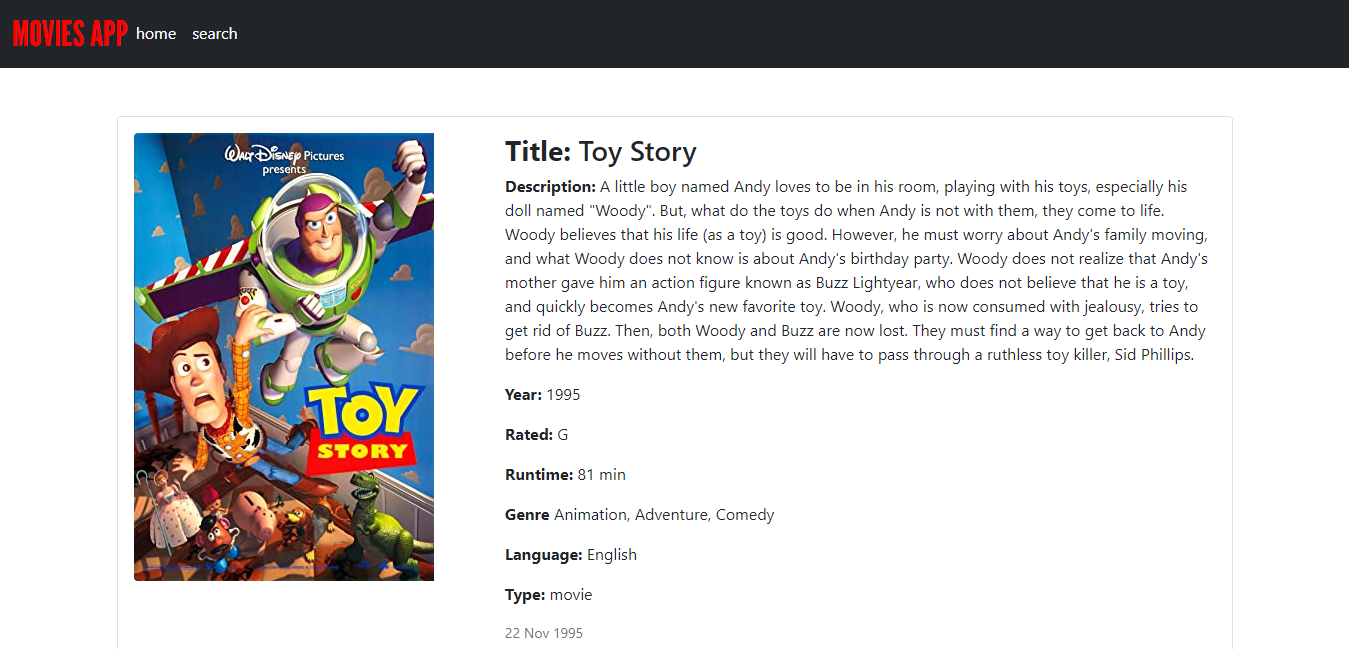 MOVIES APP home search
WALT DISNEY Pictures
presents
TOY
STORY
Title: Toy Story
Description: A little boy named Andy loves to be in his room, playing with his toys, especially his
doll named "Woody". But, what do the toys do when Andy is not with them, they come to life.
Woody believes that his life (as a toy) is good. However, he must worry about Andy's family moving,
and what Woody does not know is about Andy's birthday party. Woody does not realize that Andy's
mother gave him an action figure known as Buzz Lightyear, who does not believe that he is a toy,
and quickly becomes Andy's new favorite toy. Woody, who is now consumed with jealousy, tries to
get rid of Buzz. Then, both Woody and Buzz are now lost. They must find a way to get back to Andy
before he moves without them, but they will have to pass through a ruthless toy killer, Sid Phillips.
Year: 1995
Rated: G
Runtime: 81 min
Genre Animation, Adventure, Comedy
Language: English
Type: movie
22 Nov 1995